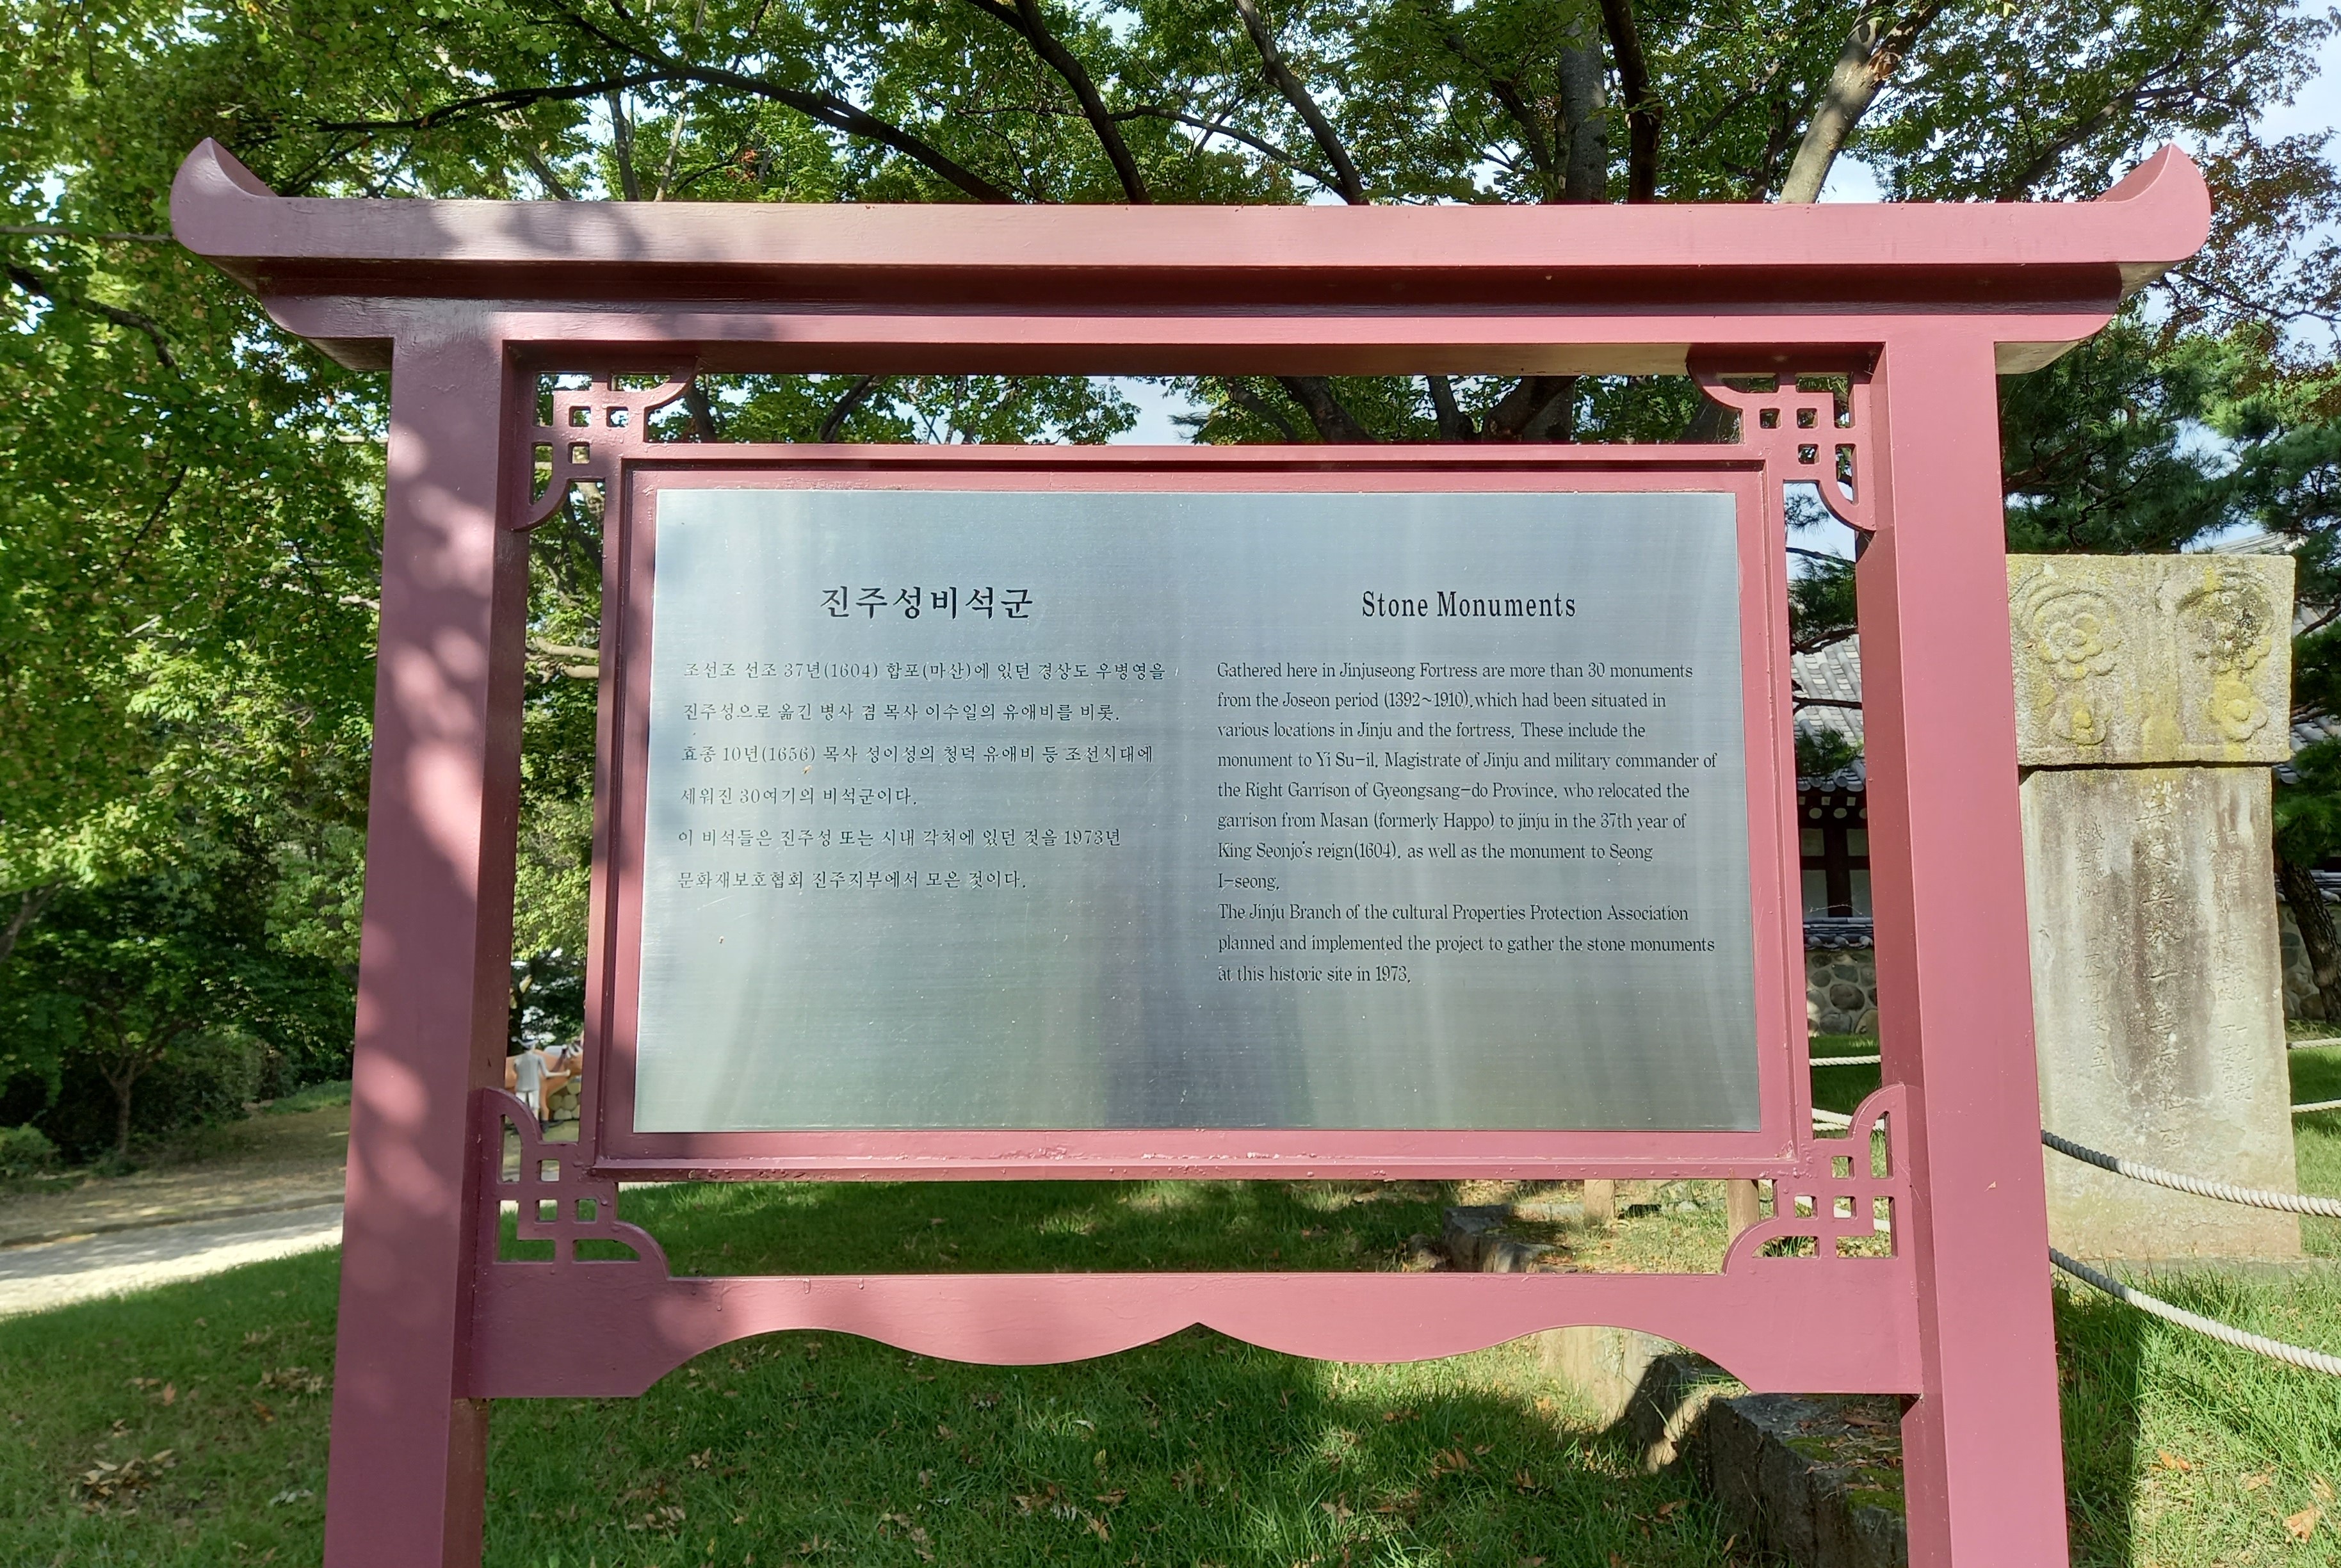 진주성비석군
조선조 선조 37년(1604) 합포(마산)에 있던 경상도 우병영을
진주성으로 옮긴 병사 겸 목사 이수일의 유애비를 비롯,
효종 10년(1656) 목사 성이성의 청덕 유애비 등 조선시대에
세워진 30여기의 비석군이다.
이 비석들은 진주성 또는 시내 각처에 있던 것을 1973년
문화재보호협회 진주지부에서 모은 것이다.
Stone Monuments
Gathered here in Jinjuseong Fortress are more than 30 monuments
from the Joseon period (1392~1910),which had been situated in
various locations in Jinju and the fortress. These include the
monument to Yi Su-il, Magistrate of Jinju and military commander of
the Right Garrison of Gyeongsang-do Province, who relocated the
garrison from Masan (formerly Happo) to jinju in the 37th year of
King Seonjo's reign(1604), as well as the monument to Seong
I-seong.
The Jinju Branch of the cultural Properties Protection Association
planned and implemented the project to gather the stone monuments
at this historic site in 1973.